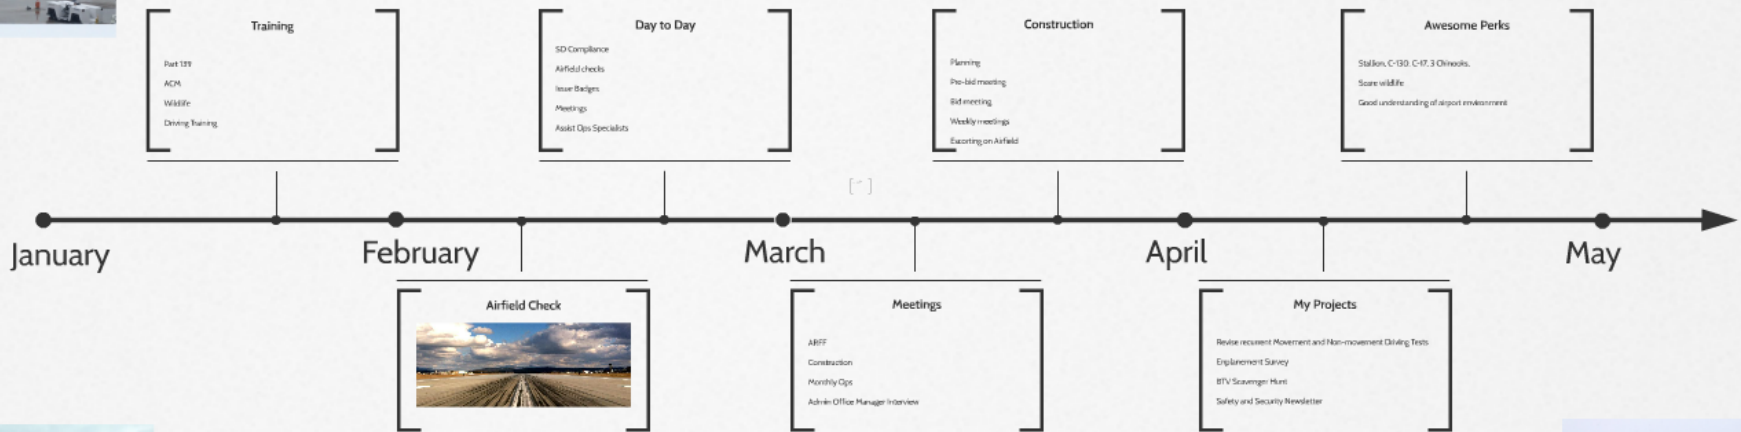 Training
Part 139
ACM
Wildlife
Driving Training
Day to Day
SD Compliance
Airfield checks
Issue Badges
Meetings
Assist Ops Specialists
Construction
Planning
Pre-bid meeting
Bid meeting
Weekly meetings
Escorting on Airfield
Awesome Perks
Stallion, C-130, C-17, 3 Chinooks,
Scare wildlife
Good understanding of airport environment
January
February
March
April
May
Airfield Check
Meetings
ARFF
Construction
Monthly Ops
Admin Office Manager Interview
My Projects
Revise recurrent Movement and Non-movement Driving Tests
Enplanement Survey
BTV Scavenger Hunt
Safety and Security Newsletter